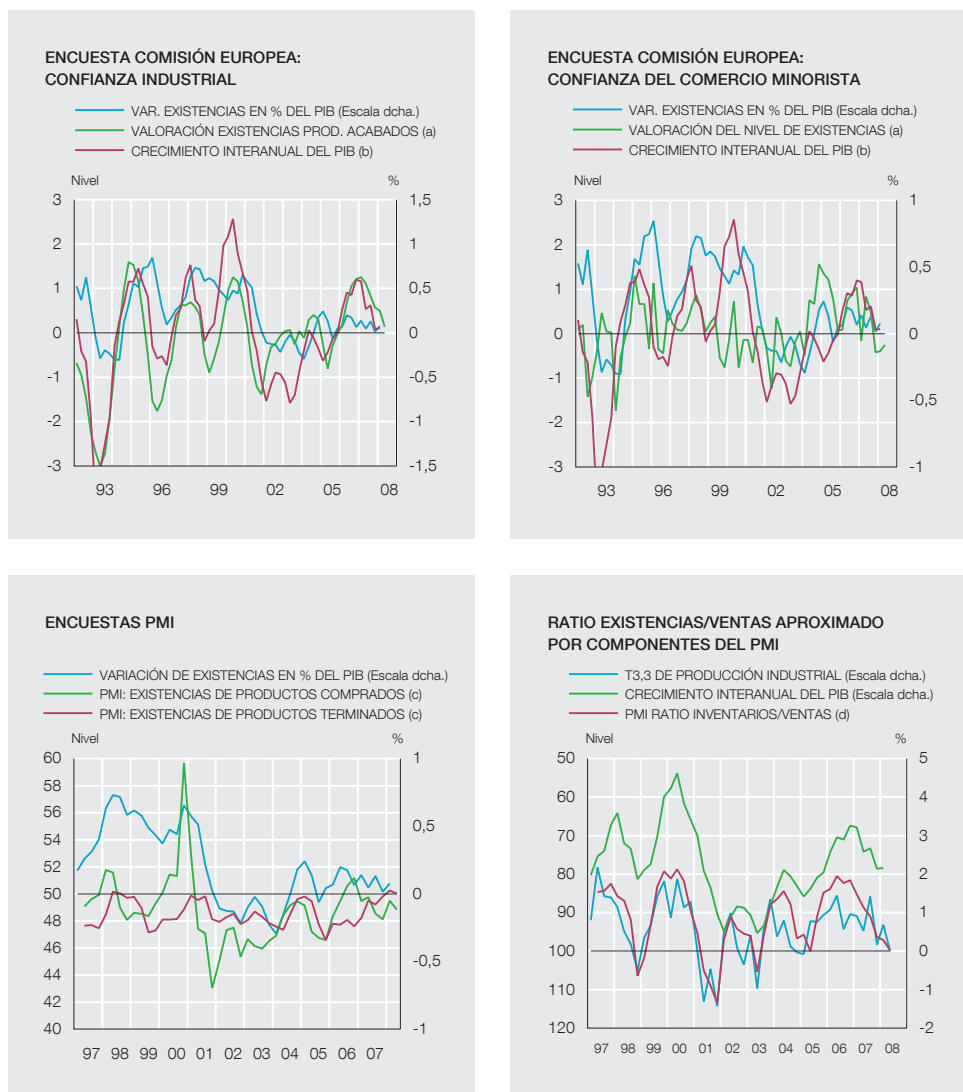 ENCUESTA COMISIÓN EUROPEA:
CONFIANZA INDUSTRIAL
VAR. EXISTENCIAS EN % DEL PIB (Escala dcha.)
VALORACIÓN EXISTENCIAS PROD. ACABADOS (a)
CRECIMIENTO INTERANUAL DEL PIB (b)
Nivel %
3 1,5
2 1
1 0,5
0 0
-1 -0,5
-2 -1
-3 -1,5
93 96 99 02 05 08
ENCUESTA COMISIÓN EUROPEA:
CONFIANZA DEL COMERCIO MINORISTA
VAR. EXISTENCIAS EN % DEL PIB (Escala dcha.)
VALORACIÓN DEL NIVEL DE EXISTENCIAS (a)
CRECIMIENTO INTERANUAL DEL PIB (b)
Nivel %
3 1
2
1 0,5
0 0
-1
-2 -0,5
-3 -1
93 96 99 02 05 08
ENCUESTAS PMI
VARIACIÓN DE EXISTENCIAS EN % DEL PIB (Escala dcha.)
PMI: EXISTENCIAS DE PRODUCTOS COMPRADOS (c)
PMI: EXISTENCIAS DE PRODUCTOS TERMINADOS (c)
Nivel %
60 1
58
56
54 0,5
52
50 0
48
46
44 -0,5
42
40 -1
97 98 99 00 01 02 03 04 05 06 07
RATIO EXISTENCIAS/VENTAS APROXIMADO
POR COMPONENTES DEL PMI
T3,3 DE PRODUCCIÓN INDUSTRIAL (Escala dcha.)
CRECIMIENTO INTERANUAL DEL PIB (Escala dcha.)
PMI RATIO INVENTARIOS/VENTAS (d)
Nivel %
50 5
60 4
70 3
80 2
90 1
100 0
110 -1
120 -2
97 98 99 00 01 02 03 04 05 06 08